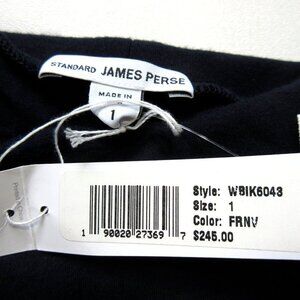 STANDARD JAMES PERSE
MADE IN
1
Style: WBIK6043
Size: 1
Color: FRNV
$245.00
1 90020 27369 7